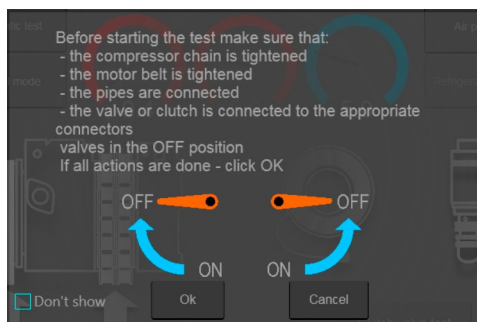 Before starting the test make sure that:
- the compressor chain is tightened
- the motor belt is tightened
- the pipes are connected
- the valve or clutch is connected to the appropriate
connectors
valves in the OFF position
If all actions are done - click OK
OFF OFF
ON ON
Don't show Ok Cancel